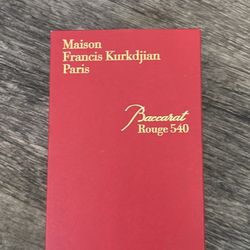 Maison
Francis Kurkdjian
Paris
Baccarat
Rouge 540